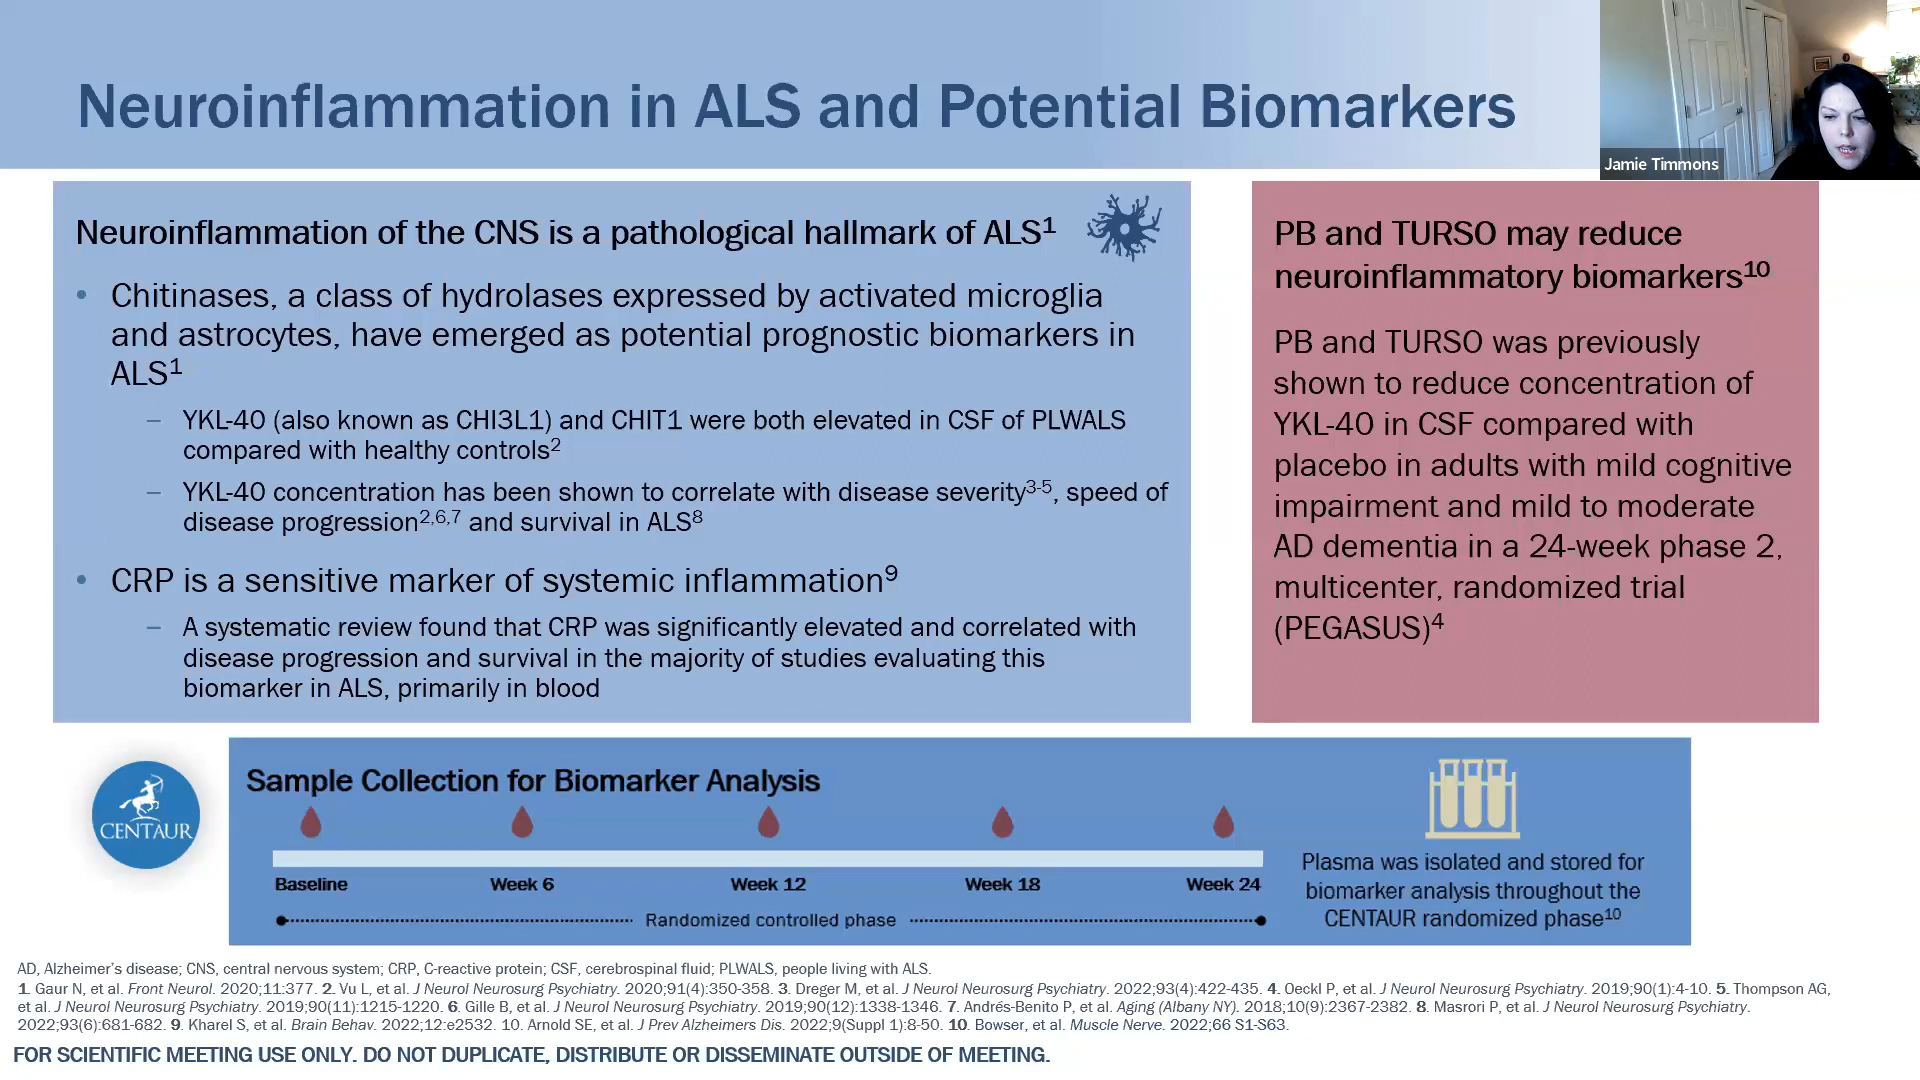 Neuroinflammation in ALS and Potential Biomarkers
Jamie Timmons
Neuroinflammation of the CNS is a pathological hallmark of ALS1
• Chitinases, a class of hydrolases expressed by activated microglia
and astrocytes, have emerged as potential prognostic biomarkers in
ALS1
– YKL-40 (also known as CHI3L1) and CHIT1 were both elevated in CSF of PLWALS
compared with healthy controls2
– YKL-40 concentration has been shown to correlate with disease severity3-5, speed of
disease progression2,6,7 and survival in ALS8
• CRP is a sensitive marker of systemic inflammation9
– A systematic review found that CRP was significantly elevated and correlated with
disease progression and survival in the majority of studies evaluating this
biomarker in ALS, primarily in blood
PB and TURSO may reduce
neuroinflammatory biomarkers10
PB and TURSO was previously
shown to reduce concentration of
YKL-40 in CSF compared with
placebo in adults with mild cognitive
impairment and mild to moderate
AD dementia in a 24-week phase 2,
multicenter, randomized trial
(PEGASUS)4
CENTAUR
Sample Collection for Biomarker Analysis
Baseline Week 6 Week 12 Week 18 Week 24
Randomized controlled phase
Plasma was isolated and stored for
biomarker analysis throughout the
CENTAUR randomized phase10
AD, Alzheimer's disease; CNS, central nervous system; CRP, C-reactive protein; CSF, cerebrospinal fluid; PLWALS, people living with ALS.
1. Gaur N, et al. Front Neurol. 2020;11:377. 2. Vu L, et al. J Neurol Neurosurg Psychiatry. 2020;91(4):350-358. 3. Dreger M, et al. J Neurol Neurosurg Psychiatry. 2022;93(4):422-435. 4. Oeckl P, et al. J Neurol Neurosurg Psychiatry. 2019;90(1):4-10. 5. Thompson AG,
et al. J Neurol Neurosurg Psychiatry. 2019;90(11):1215-1220. 6. Gille B, et al. J Neurol Neurosurg Psychiatry. 2019;90(12):1338-1346. 7. Andrés-Benito P, et al. Aging (Albany NY). 2018;10(9):2367-2382. 8. Masrori P, et al. J Neurol Neurosurg Psychiatry.
2022;93(6):681-682. 9. Kharel S, et al. Brain Behav. 2022;12:e2532. 10. Arnold SE, et al. J Prev Alzheimers Dis. 2022;9(Suppl 1):8-50. 10. Bowser, et al. Muscle Nerve. 2022;66 S1-S63.
FOR SCIENTIFIC MEETING USE ONLY. DO NOT DUPLICATE, DISTRIBUTE OR DISSEMINATE OUTSIDE OF MEETING.